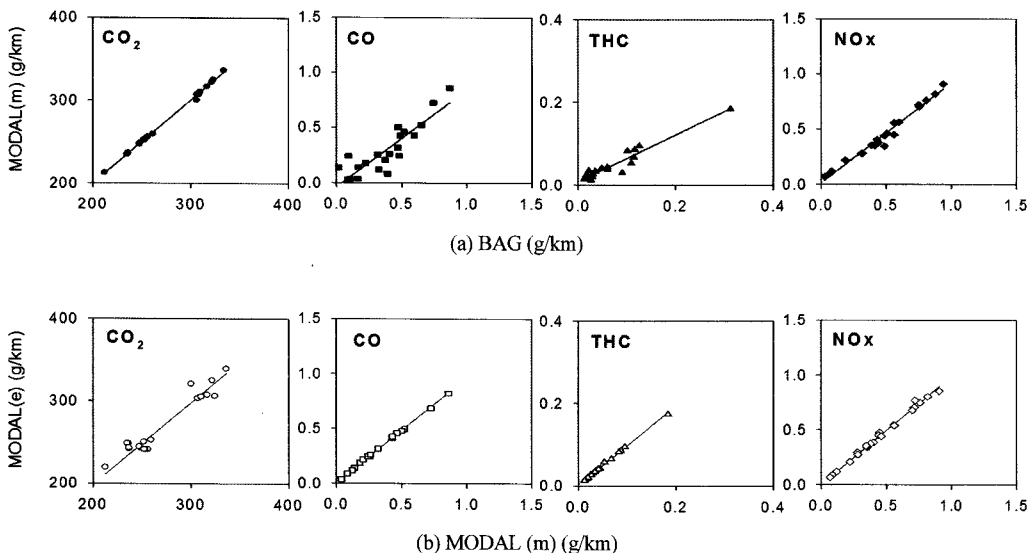 CO2 CO THC NOx
MODAL(m) (g/km)
400 300 200
200 300 400
1.5 1.0 0.5 0.0
0.0 0.5 1.0 1.5
0.4 0.2 0.0
0.0 0.2 0.4
1.5 1.0 0.5 0.0
0.0 0.5 1.0 1.5
(a) BAG (g/km)
CO2 CO THC NOx
MODAL(e) (g/km)
400 300 200
200 300 400
1.5 1.0 0.5 0.0
0.0 0.5 1.0 1.5
0.4 0.2 0.0
0.0 0.2 0.4
1.5 1.0 0.5 0.0
0.0 0.5 1.0 1.5
(b) MODAL (m) (g/km)